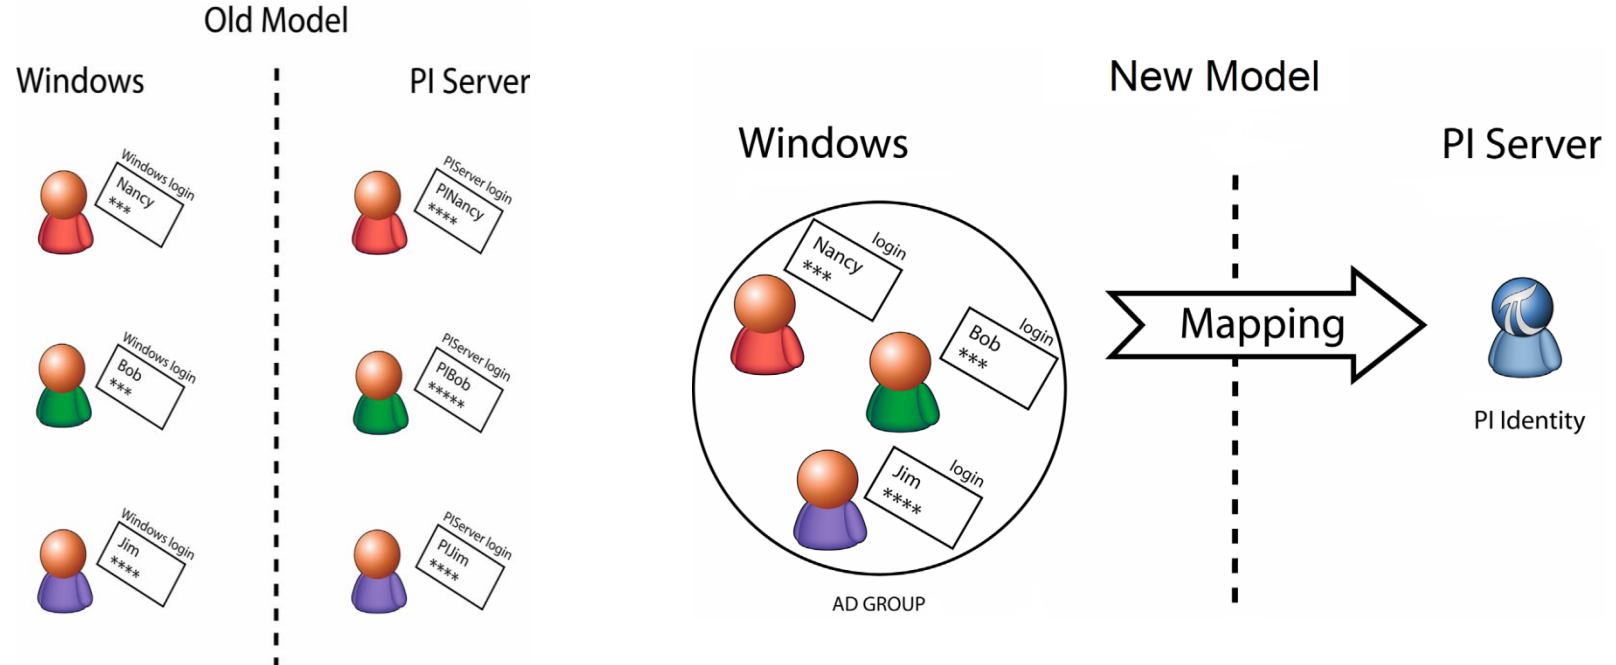 Old Model
Windows
PI Server
Windows login
Nancy
***
PIServer login
PINancy
****
Windows login
Bob
***
PIServer login
PIBob
*****
Windows login
Jim
****
PIServer login
PIJim
****
New Model
Windows
PI Server
login
Nancy
***
login
Bob
***
login
Jim
****
AD GROUP
Mapping
π
PI Identity